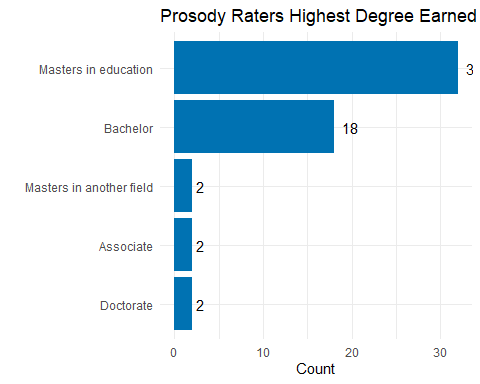 Prosody Raters Highest Degree Earned
Masters in education
3
Bachelor
18
Masters in another field
2
Associate
2
Doctorate
2
0
10
20
30
Count